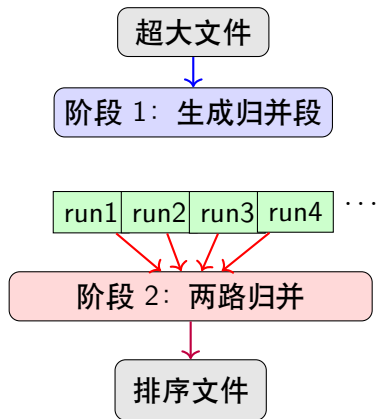 超大文件
阶段 1：生成归并段
run1 run2 run3 run4 ···
阶段 2：两路归并
排序文件